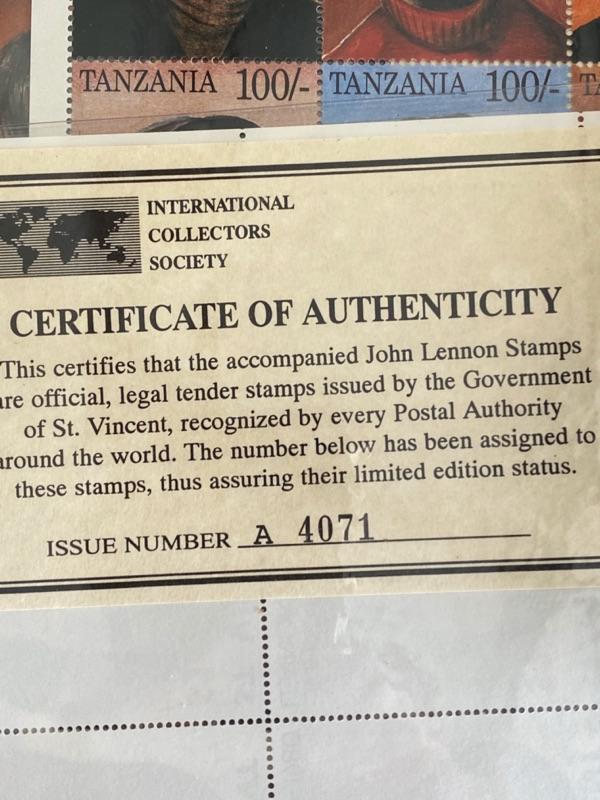 TANZANIA 100/- TANZANIA 100/-
INTERNATIONAL
COLLECTORS
SOCIETY
CERTIFICATE OF AUTHENTICITY
This certifies that the accompanied John Lennon Stamps
are official, legal tender stamps issued by the Government
of St. Vincent, recognized by every Postal Authority
around the world. The number below has been assigned to
these stamps, thus assuring their limited edition status.
ISSUE NUMBER A 4071